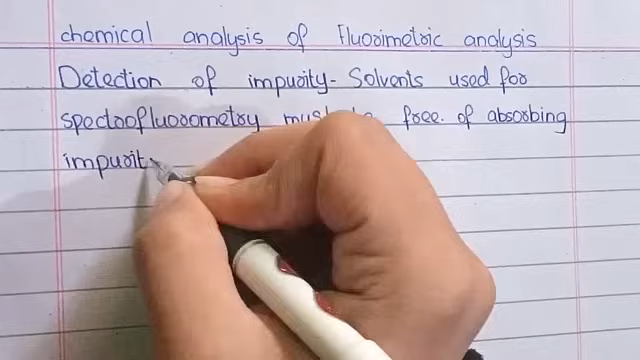 chemical analysis of Fluorimetric analysis
Detection of impurity- Solvents used for
spectrofluorometry must be free. of absorbing
impurit